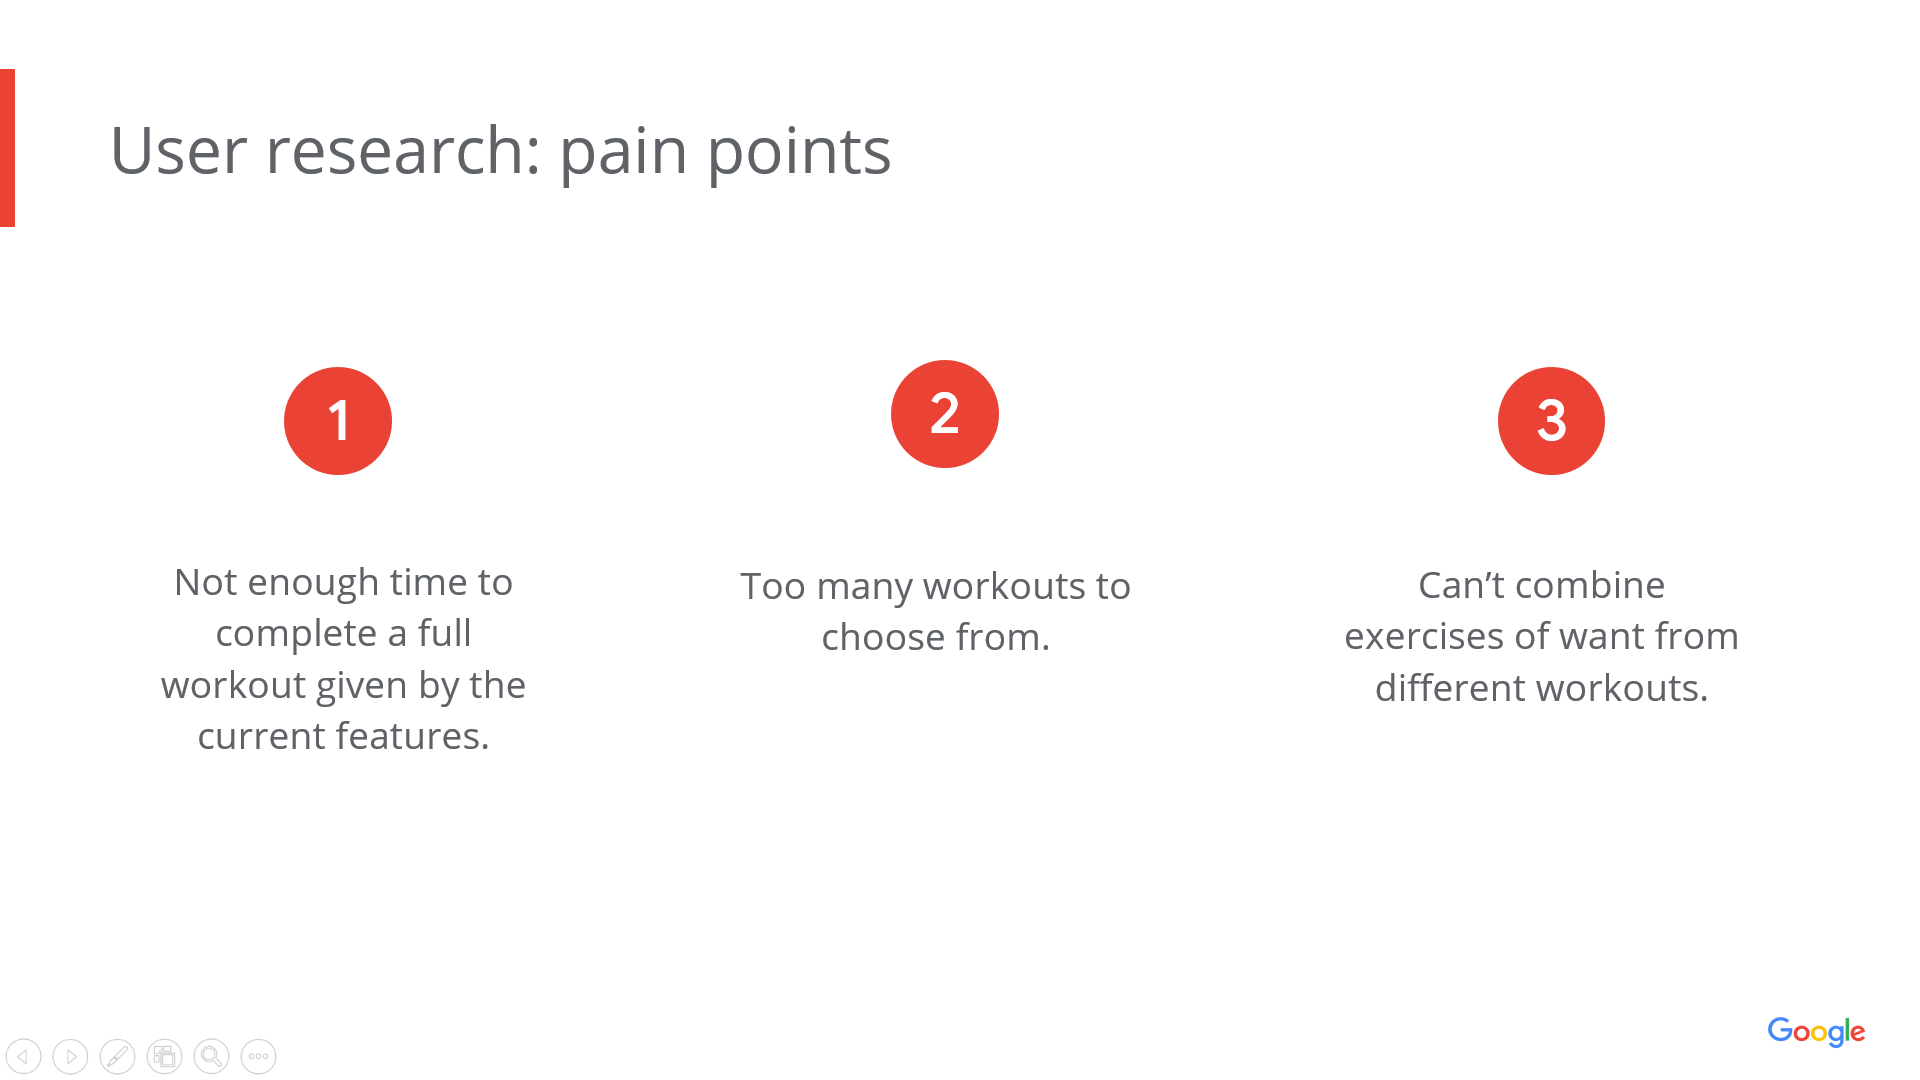 User research: pain points
1
Not enough time to
complete a full
workout given by the
current features.
2
Too many workouts to
choose from.
3
Can’t combine
exercises of want from
different workouts.
Google